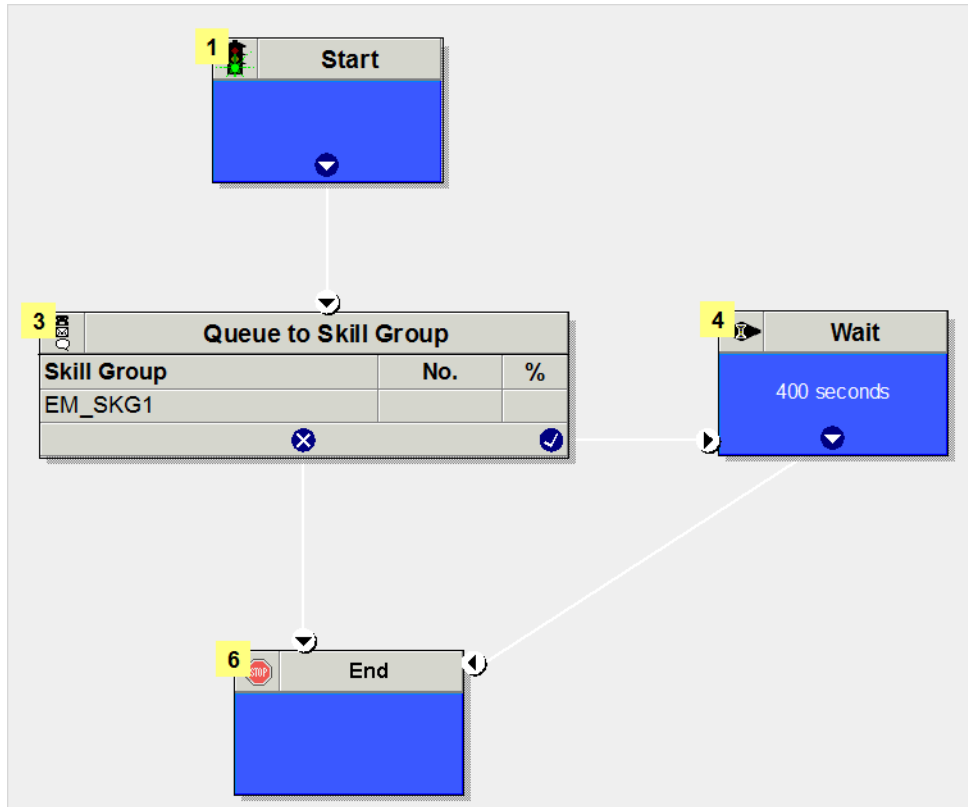 1 Start
3 Queue to Skill Group
Skill Group No. %
EM_SKG1
4 Wait
400 seconds
6 STOP End